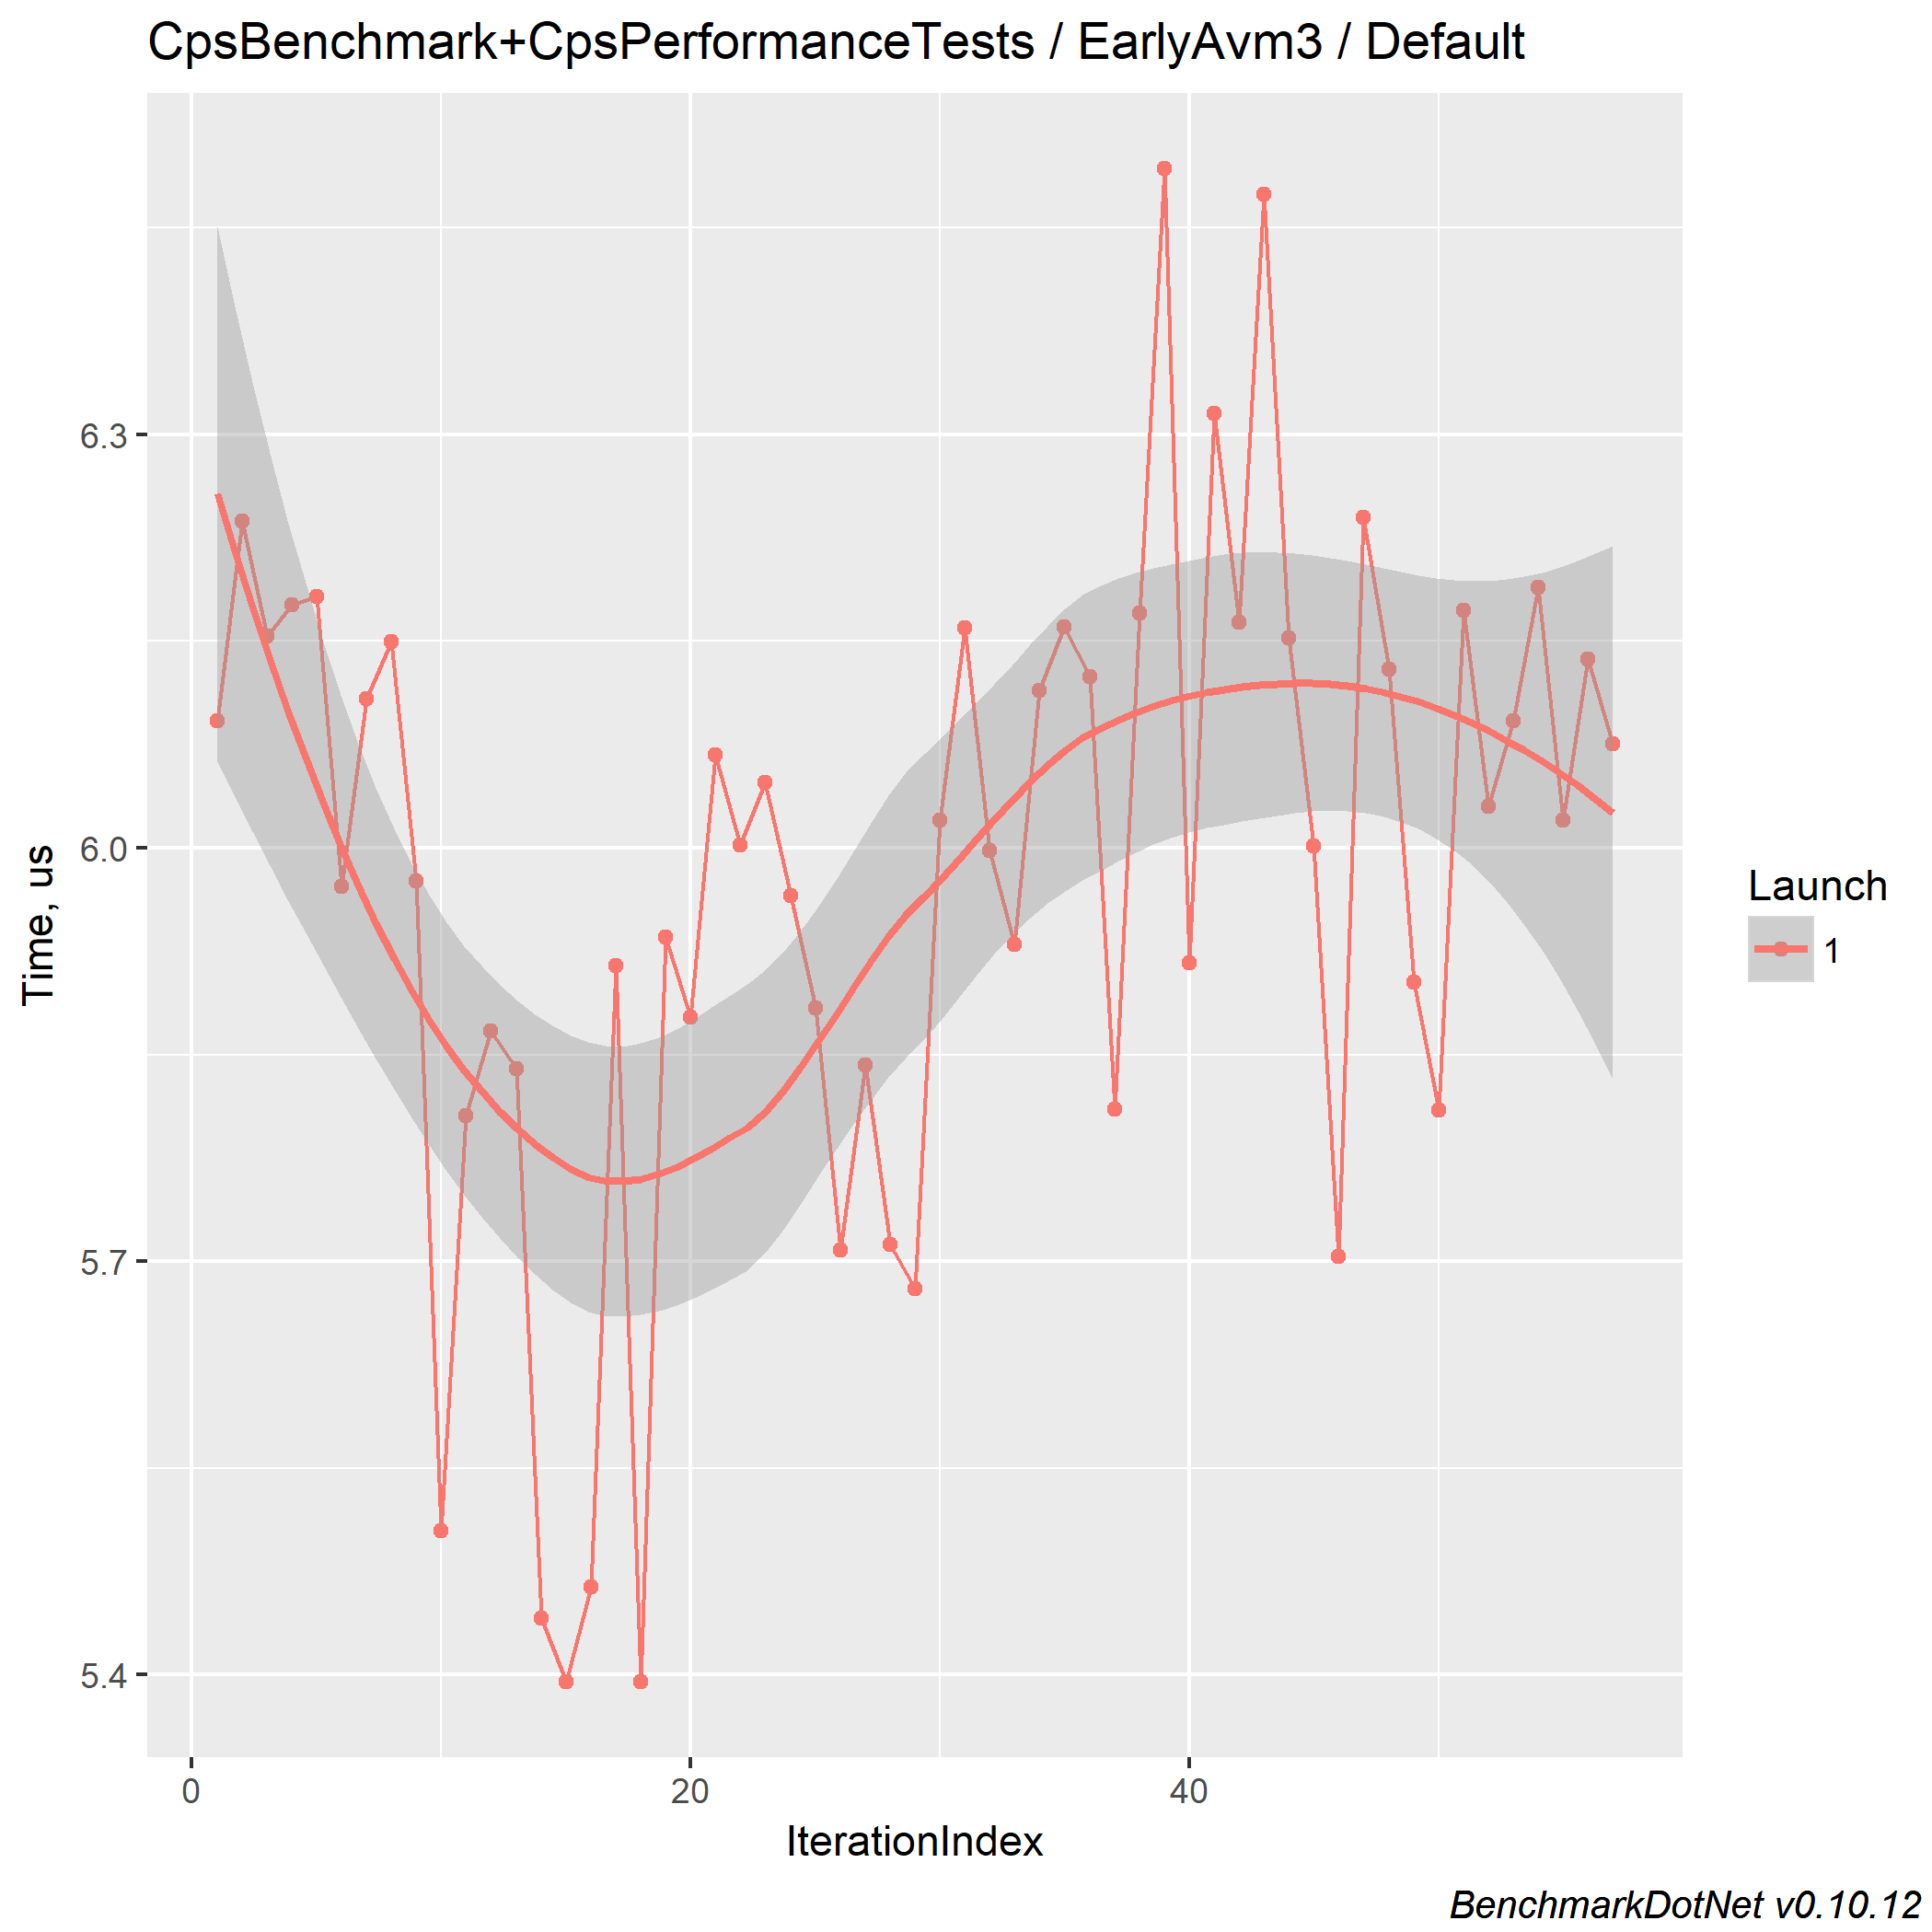 CpsBenchmark+CpsPerformanceTests / EarlyAvm3 / Default
6.3
6.0
5.7
5.4
Time, us
0 20 40
IterationIndex
Launch
1
BenchmarkDotNet v0.10.12